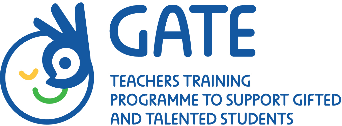 GATE
TEACHERS TRAINING
PROGRAMME TO SUPPORT GIFTED
AND TALENTED STUDENTS